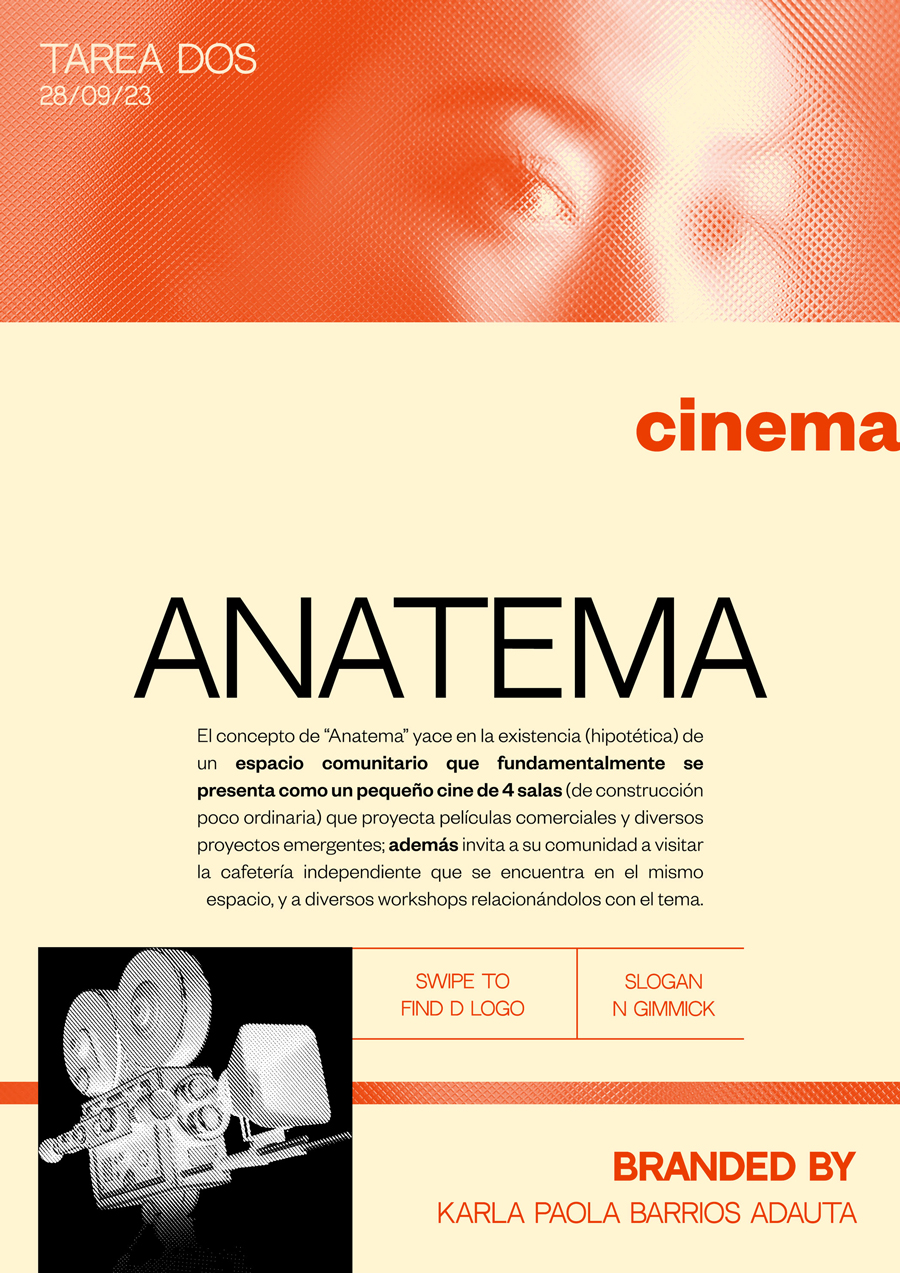 TAREA DOS
28/09/23
cinema
ANATEMA
El concepto de “Anatema” yace en la existencia (hipotética) de
un espacio comunitario que fundamentalmente se
presenta como un pequeño cine de 4 salas (de construcción
poco ordinaria) que proyecta películas comerciales y diversos
proyectos emergentes; además invita a su comunidad a visitar
la cafetería independiente que se encuentra en el mismo
espacio, y a diversos workshops relacionándolos con el tema.
SWIPE TO
FIND D LOGO
SLOGAN
N GIMMICK
BRANDED BY
KARLA PAOLA BARRIOS ADAUTA